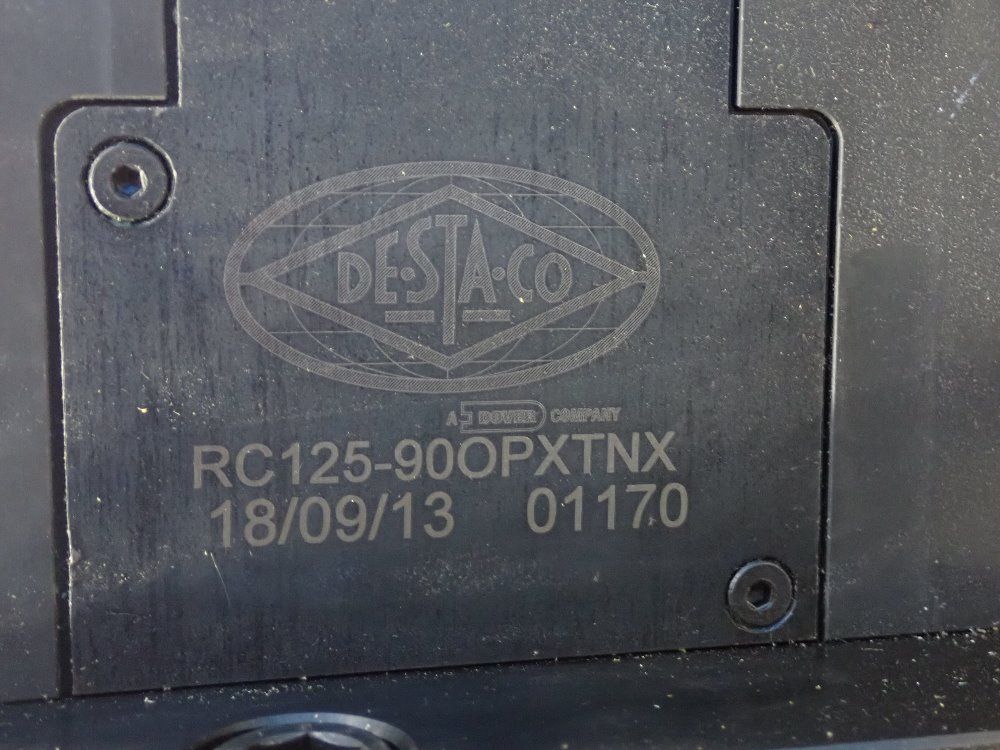 DE·STA·CO
A DOVER COMPANY
RC125-90OPXTNX
18/09/13 01170